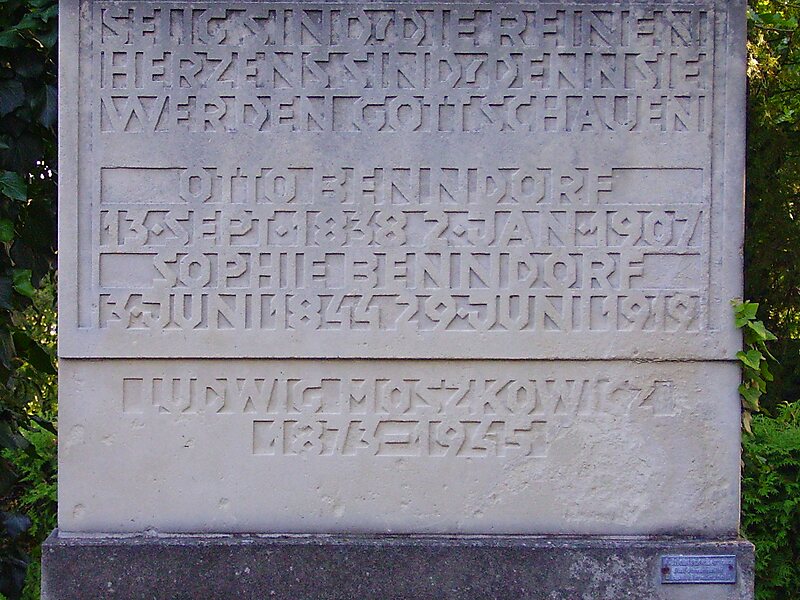 SELIG SIND DIE REINEN
HERZENS SIND DENN SIE
WERDEN GOTT SCHAUEN
OTTO BENNDORF
13·SEPT·1838 2·JAN·1907
SOPHIE BENNDORF
3·JUNI 1844 29·JUNI 1919
LUDWIG MOSZKOWICZ
1873–1945